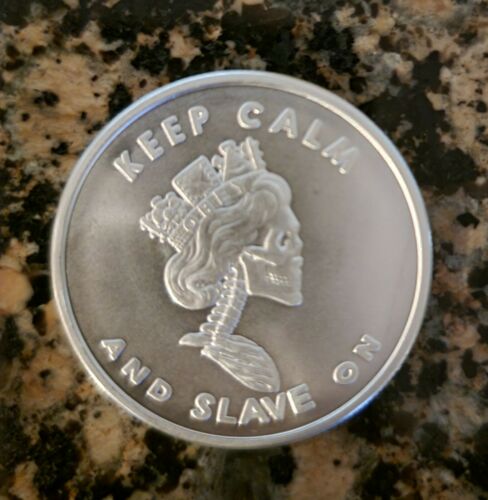 KEEP CALM
AND SLAVE ON